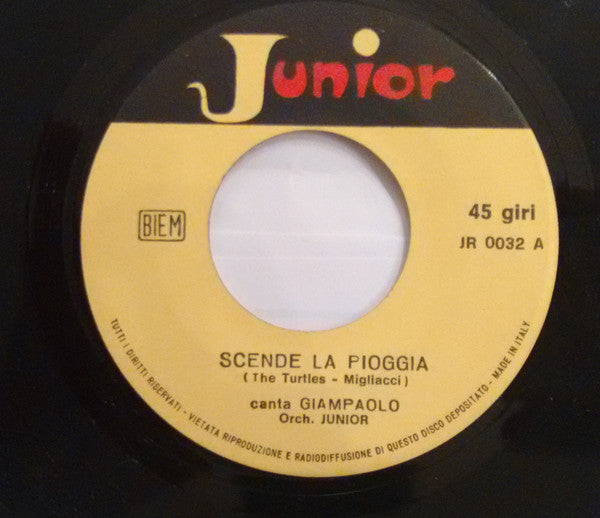 Junior
BIEM
45 giri
JR 0032 A
SCENDE LA PIOGGIA
(The Turtles - Migliacci)
canta GIAMPAOLO
Orch. JUNIOR
TUTTI I DIRITTI RISERVATI - VIETATA RIPRODUZIONE E RADIODIFFUSIONE DI QUESTO DISCO DEPOSITATO - MADE IN ITALY